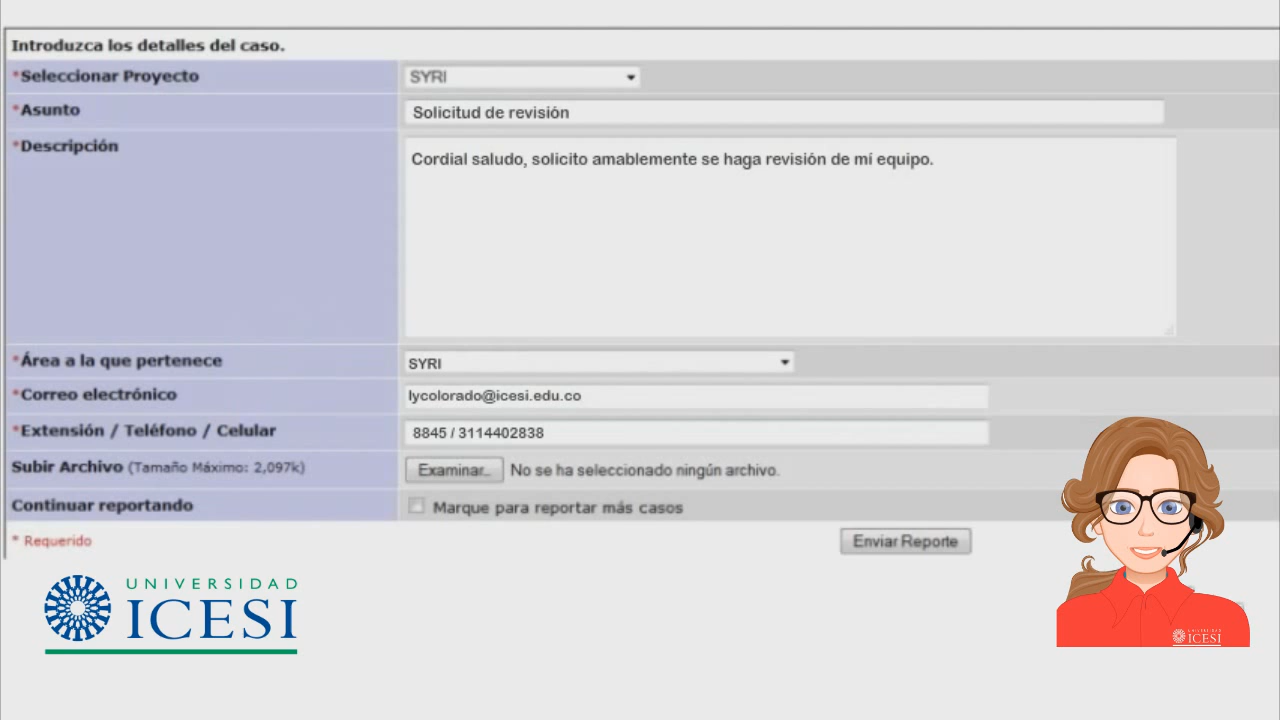 Introduzca los detalles del caso.
*Seleccionar Proyecto SYRI
*Asunto Solicitud de revisión
*Descripción Cordial saludo, solicito amablemente se haga revisión de mí equipo.
*Área a la que pertenece SYRI
*Correo electrónico lycolorado@icesi.edu.co
*Extensión / Teléfono / Celular 8845 / 3114402838
Subir Archivo (Tamaño Máximo: 2,097k) Examinar... No se ha seleccionado ningún archivo.
Continuar reportando Marque para reportar más casos
* Requerido Enviar Reporte
UNIVERSIDAD
ICESI
UNIVERSIDAD
ICESI